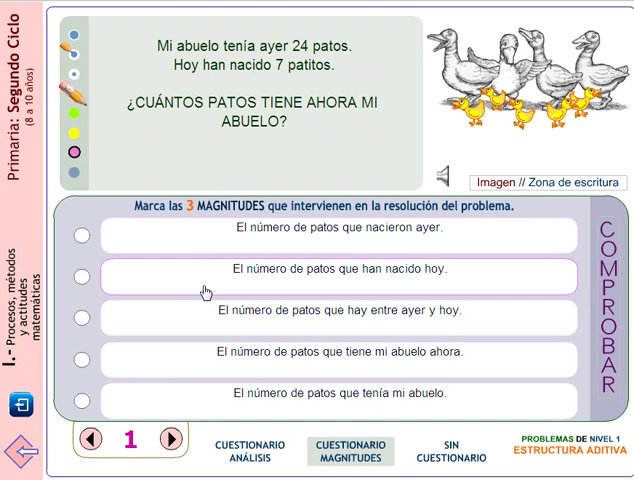 Primaria: Segundo Ciclo
(8 a 10 años)
I.- Procesos, métodos
y actitudes
matemáticas
Mi abuelo tenía ayer 24 patos.
Hoy han nacido 7 patitos.
¿CUÁNTOS PATOS TIENE AHORA MI
ABUELO?
Imagen // Zona de escritura
Marca las 3 MAGNITUDES que intervienen en la resolución del problema.
El número de patos que nacieron ayer.
El número de patos que han nacido hoy.
El número de patos que hay entre ayer y hoy.
El número de patos que tiene mi abuelo ahora.
El número de patos que tenía mi abuelo.
COMPROBAR
1
CUESTIONARIO
ANÁLISIS
CUESTIONARIO
MAGNITUDES
SIN
CUESTIONARIO
PROBLEMAS DE NIVEL 1
ESTRUCTURA ADITIVA